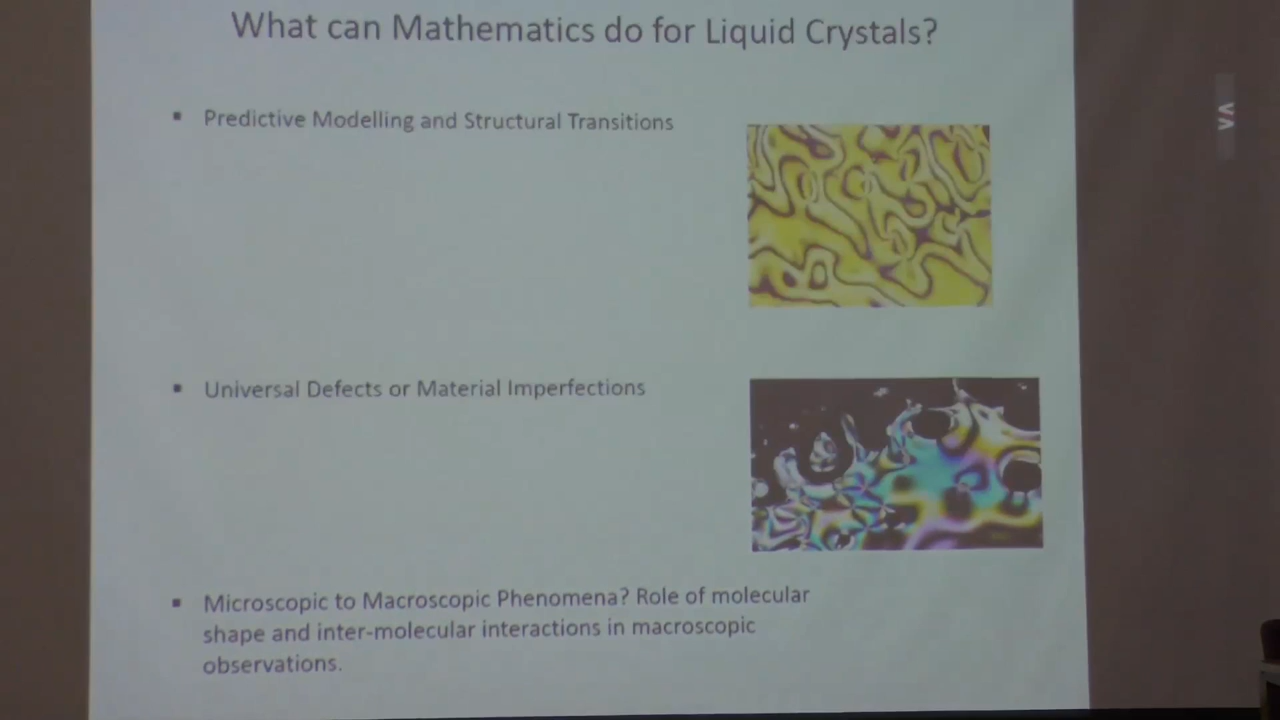 What can Mathematics do for Liquid Crystals?
▪ Predictive Modelling and Structural Transitions
▪ Universal Defects or Material Imperfections
▪ Microscopic to Macroscopic Phenomena? Role of molecular
shape and inter-molecular interactions in macroscopic
observations.